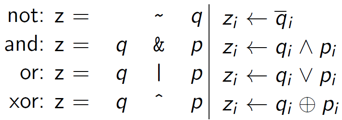 not: z = ~ q | zᵢ ← q̅ᵢ
and: z = q & p | zᵢ ← qᵢ ∧ pᵢ
or: z = q | p | zᵢ ← qᵢ ∨ pᵢ
xor: z = q ^ p | zᵢ ← qᵢ ⊕ pᵢ